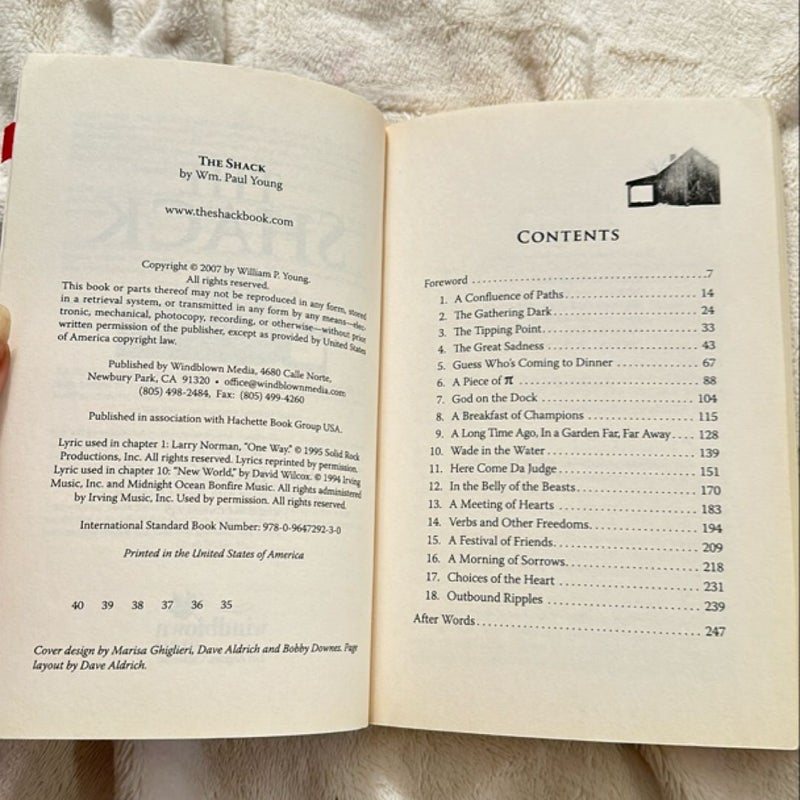 THE SHACK
by Wm. Paul Young
www.theshackbook.com
Copyright © 2007 by William P. Young.
All rights reserved.
This book or parts thereof may not be reproduced in any form, stored
in a retrieval system, or transmitted in any form by any means—elec-
tronic, mechanical, photocopy, recording, or otherwise—without prior
written permission of the publisher, except as provided by United States
of America copyright law.
Published by Windblown Media, 4680 Calle Norte,
Newbury Park, CA 91320 • office@windblownmedia.com
(805) 498-2484, Fax: (805) 499-4260
Published in association with Hachette Book Group USA.
Lyric used in chapter 1: Larry Norman, "One Way." © 1995 Solid Rock
Productions, Inc. All rights reserved. Lyrics reprinted by permission.
Lyric used in chapter 10: "New World," by David Wilcox. © 1994 Irving
Music, Inc. and Midnight Ocean Bonfire Music. All rights administered
by Irving Music, Inc. Used by permission. All rights reserved.
International Standard Book Number: 978-0-9647292-3-0
Printed in the United States of America
40 39 38 37 36 35
Cover design by Marisa Ghiglieri, Dave Aldrich and Bobby Downes. Page
layout by Dave Aldrich.
CONTENTS
Foreword 7
1. A Confluence of Paths 14
2. The Gathering Dark 24
3. The Tipping Point 33
4. The Great Sadness 43
5. Guess Who's Coming to Dinner 67
6. A Piece of π 88
7. God on the Dock 104
8. A Breakfast of Champions 115
9. A Long Time Ago, In a Garden Far, Far Away 128
10. Wade in the Water 139
11. Here Come Da Judge 151
12. In the Belly of the Beasts 170
13. A Meeting of Hearts 183
14. Verbs and Other Freedoms 194
15. A Festival of Friends 209
16. A Morning of Sorrows 218
17. Choices of the Heart 231
18. Outbound Ripples 239
After Words 247